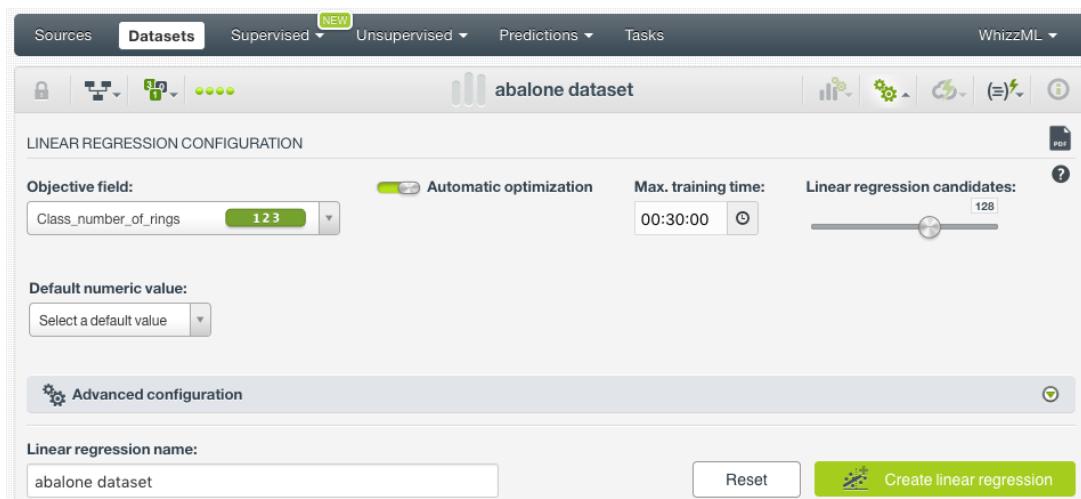 NEW
Sources Datasets Supervised Unsupervised Predictions Tasks WhizzML
abalone dataset
LINEAR REGRESSION CONFIGURATION
PDF
Objective field: Automatic optimization Max. training time: Linear regression candidates:
128
Class_number_of_rings 123 00:30:00
Default numeric value:
Select a default value
Advanced configuration
Linear regression name:
abalone dataset Reset Create linear regression